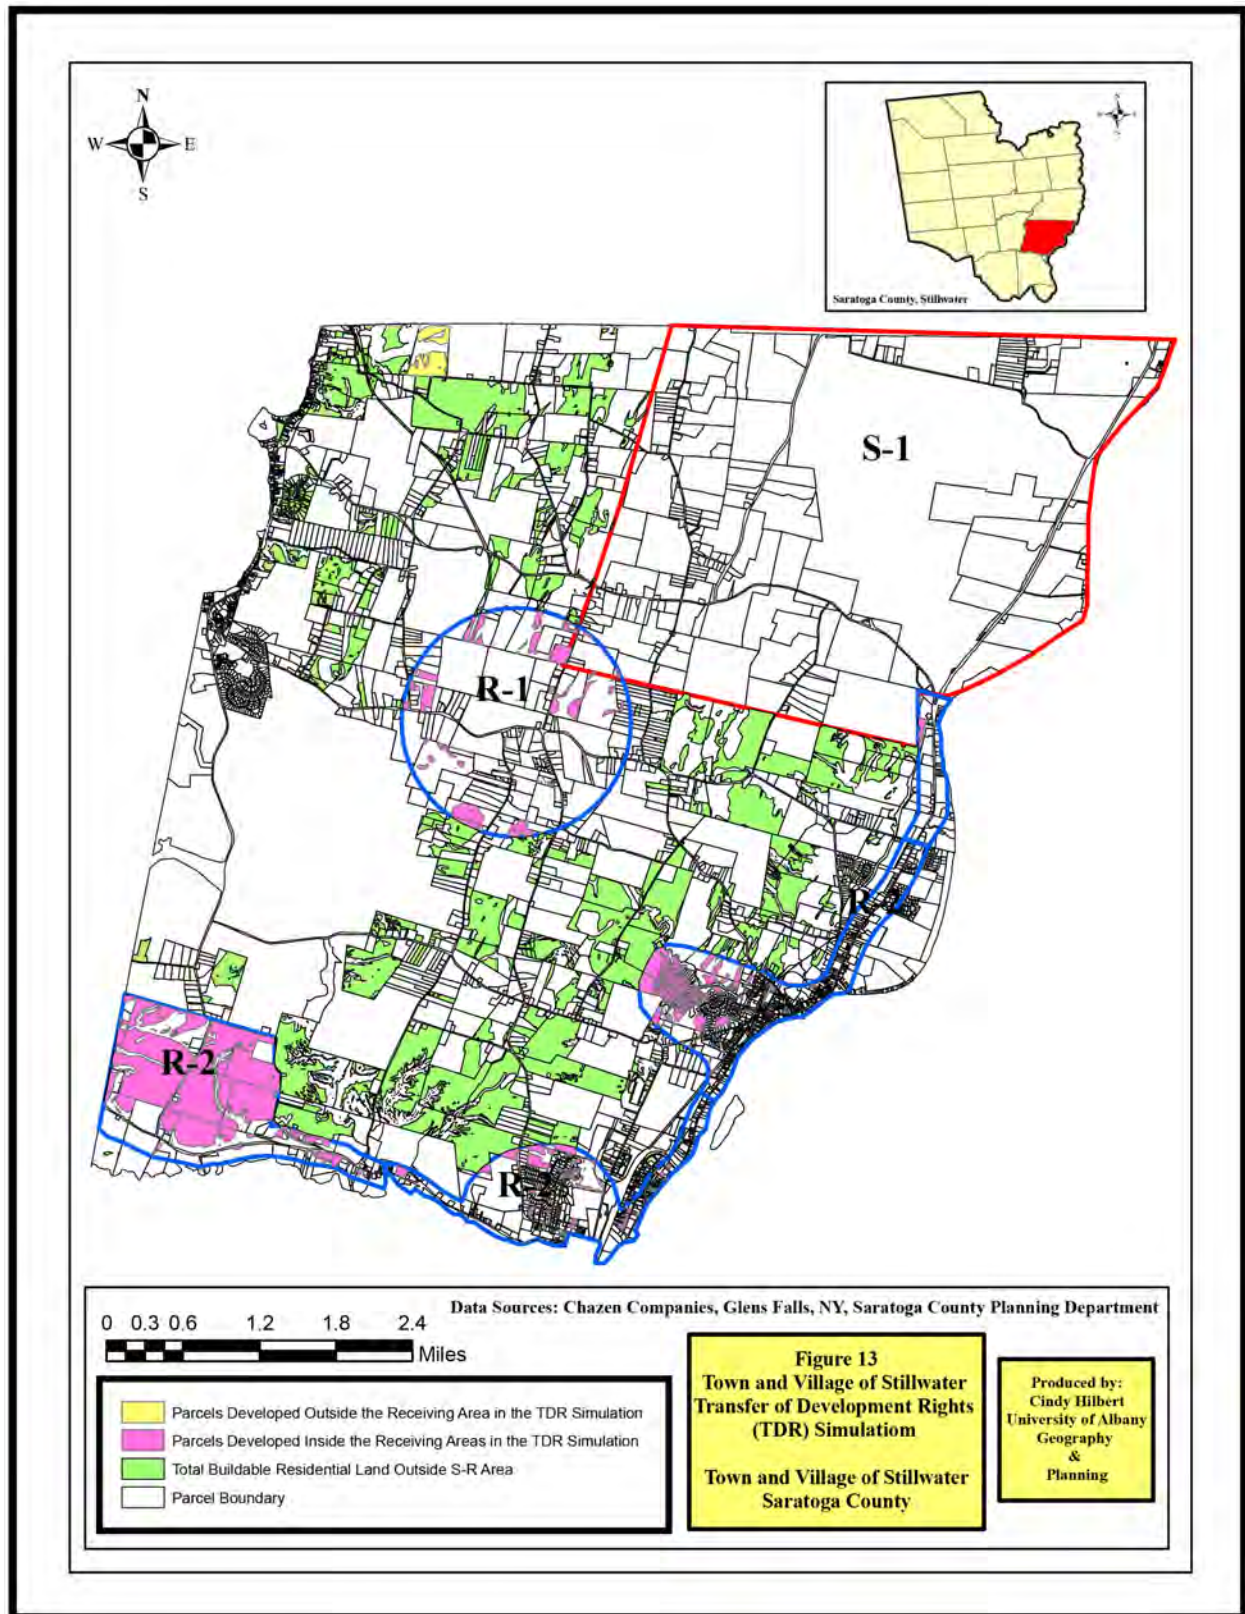 N
W
E
S
Saratoga County, Stillwater
S-1
R-1
R-2
R-2
Data Sources: Chazen Companies, Glens Falls, NY, Saratoga County Planning Department
0 0.3 0.6 1.2 1.8 2.4
Miles
Parcels Developed Outside the Receiving Area in the TDR Simulation
Parcels Developed Inside the Receiving Areas in the TDR Simulation
Total Buildable Residential Land Outside S-R Area
Parcel Boundary
Figure 13
Town and Village of Stillwater
Transfer of Development Rights
(TDR) Simulatiom
Town and Village of Stillwater
Saratoga County
Produced by:
Cindy Hilbert
University of Albany
Geography
&
Planning